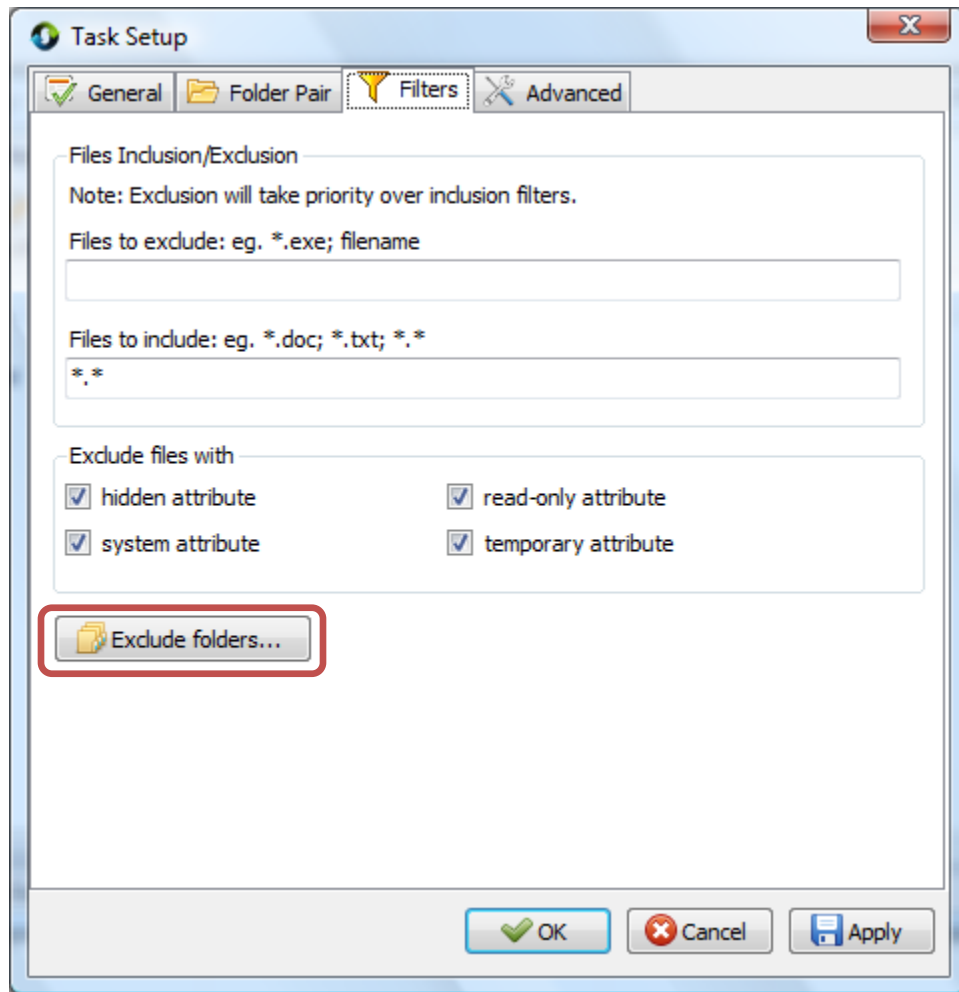 Task Setup
General Folder Pair Filters Advanced
Files Inclusion/Exclusion
Note: Exclusion will take priority over inclusion filters.
Files to exclude: eg. *.exe; filename
Files to include: eg. *.doc; *.txt; *.*
*.*
Exclude files with
hidden attribute read-only attribute
system attribute temporary attribute
Exclude folders...
OK Cancel Apply